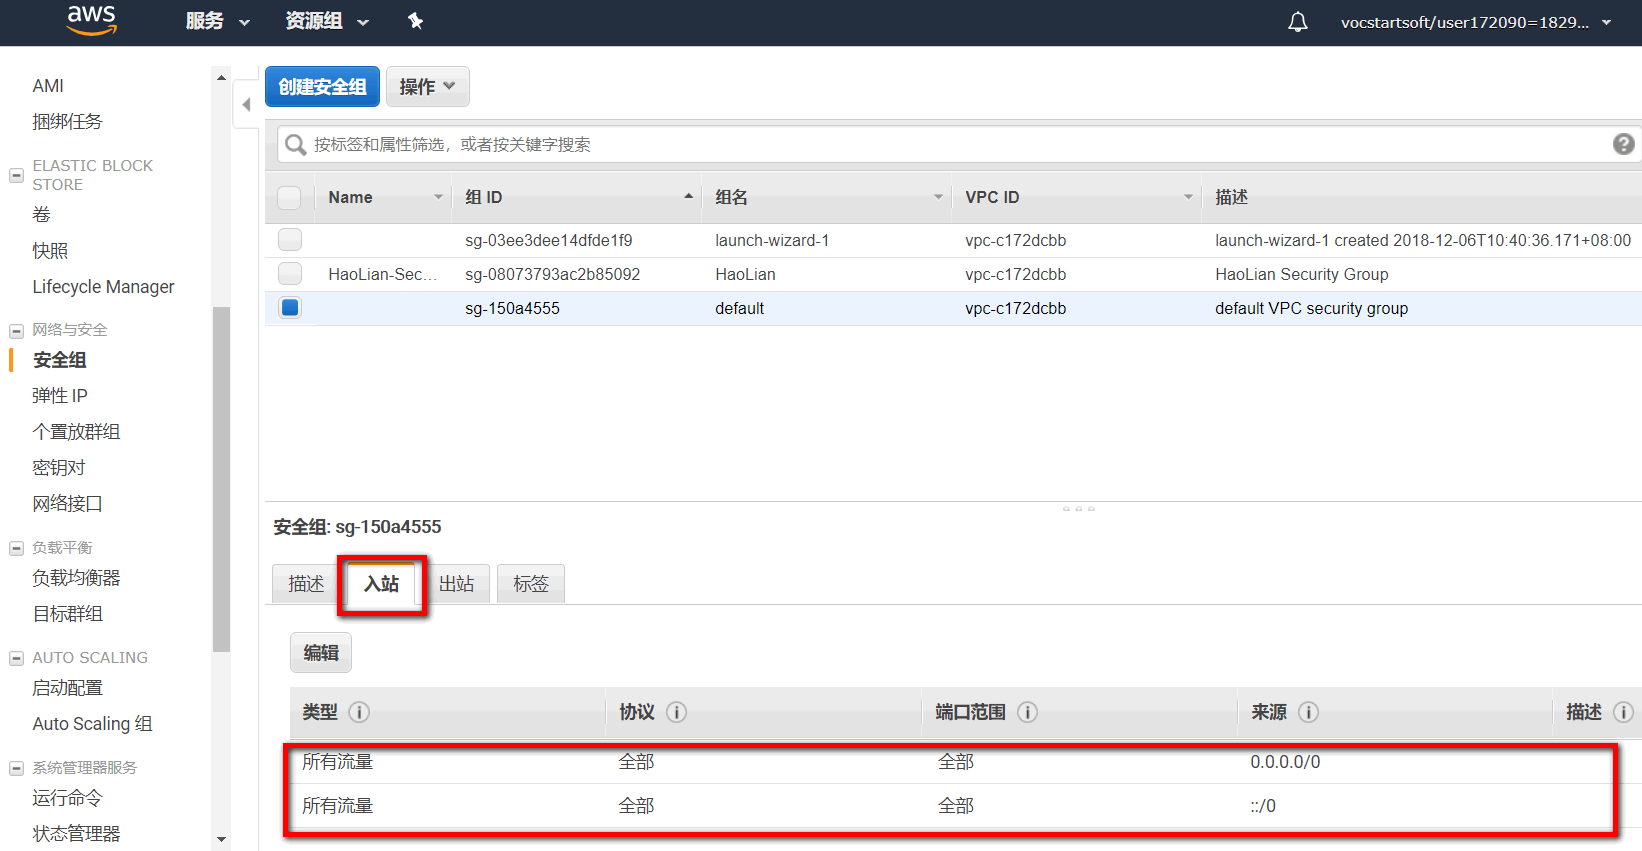 aws 服务 资源组 vocstartsoft/user172090=1829...
AMI
捆绑任务
ELASTIC BLOCK
STORE
卷
快照
Lifecycle Manager
网络与安全
安全组
弹性 IP
个置放群组
密钥对
网络接口
负载平衡
负载均衡器
目标群组
AUTO SCALING
启动配置
Auto Scaling 组
系统管理器服务
运行命令
状态管理器
创建安全组 操作
按标签和属性筛选，或者按关键字搜索
Name 组 ID 组名 VPC ID 描述
sg-03ee3dee14dfde1f9 launch-wizard-1 vpc-c172dcbb launch-wizard-1 created 2018-12-06T10:40:36.171+08:00
HaoLian-Sec... sg-08073793ac2b85092 HaoLian vpc-c172dcbb HaoLian Security Group
sg-150a4555 default vpc-c172dcbb default VPC security group
安全组: sg-150a4555
描述 入站 出站 标签
编辑
类型 协议 端口范围 来源 描述
所有流量 全部 全部 0.0.0.0/0
所有流量 全部 全部 ::/0